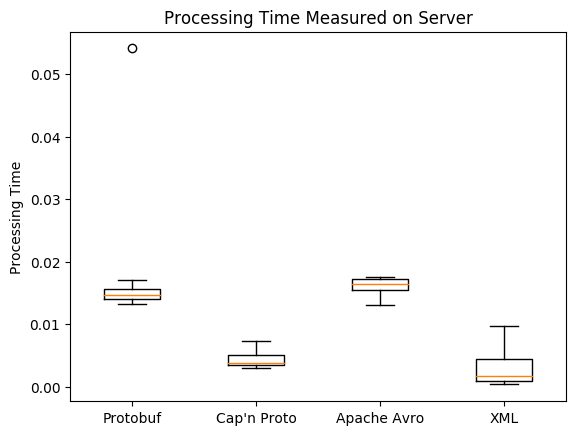 Processing Time Measured on Server
Processing Time
0.05
0.04
0.03
0.02
0.01
0.00
Protobuf
Cap'n Proto
Apache Avro
XML